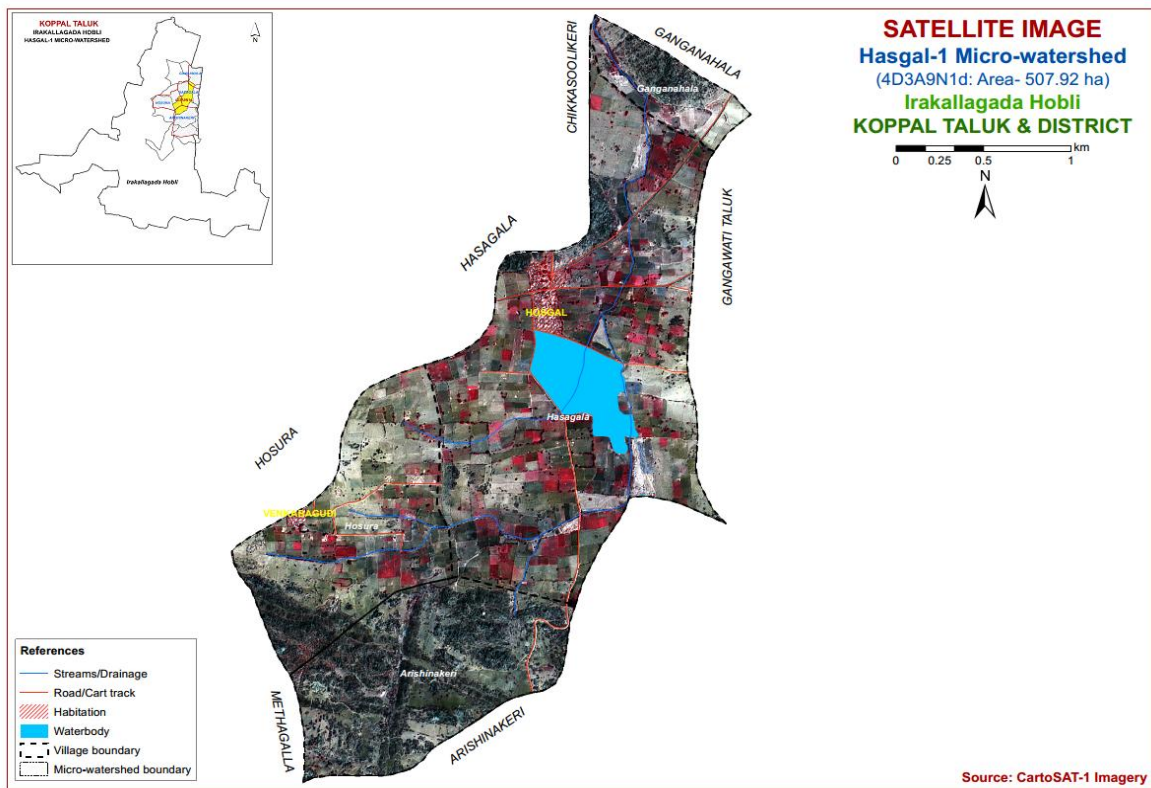 KOPPAL TALUK
IRAKALLAGADA HOBLI
HASGAL-1 MICRO-WATERSHED
N
Irakallagada Hobli
SATELLITE IMAGE
Hasgal-1 Micro-watershed
(4D3A9N1d: Area- 507.92 ha)
Irakallagada Hobli
KOPPAL TALUK & DISTRICT
km
0 0.25 0.5 1
N
CHIKKASOOLIKERI
GANGANAHALA
Ganganahala
HASAGALA
GANGAWATI TALUK
HUSGAL
Hasagala
HOSURA
VENKARAGUDI
Hosura
Arishinakeri
METHAGALLA
ARISHINAKERI
References
Streams/Drainage
Road/Cart track
Habitation
Waterbody
Village boundary
Micro-watershed boundary
Source: CartoSAT-1 Imagery